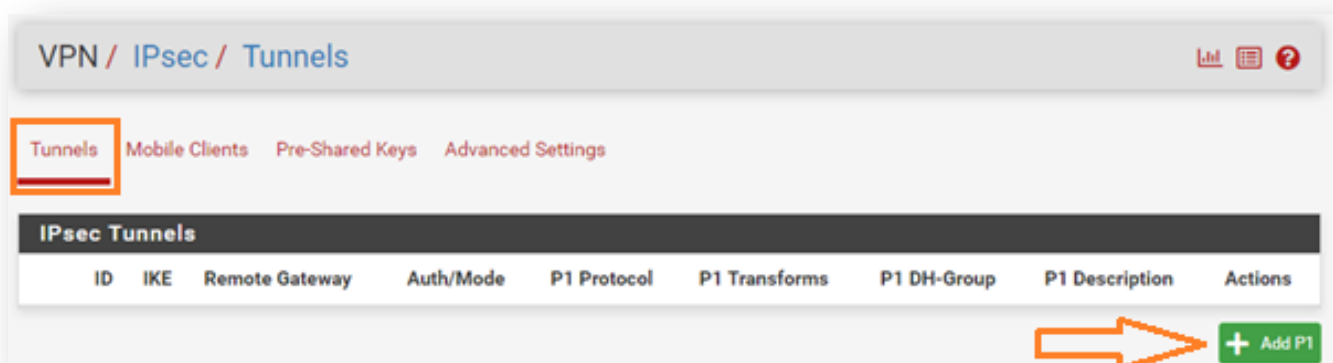 VPN / IPsec / Tunnels
Tunnels Mobile Clients Pre-Shared Keys Advanced Settings
IPsec Tunnels
ID IKE Remote Gateway Auth/Mode P1 Protocol P1 Transforms P1 DH-Group P1 Description Actions
+ Add P1